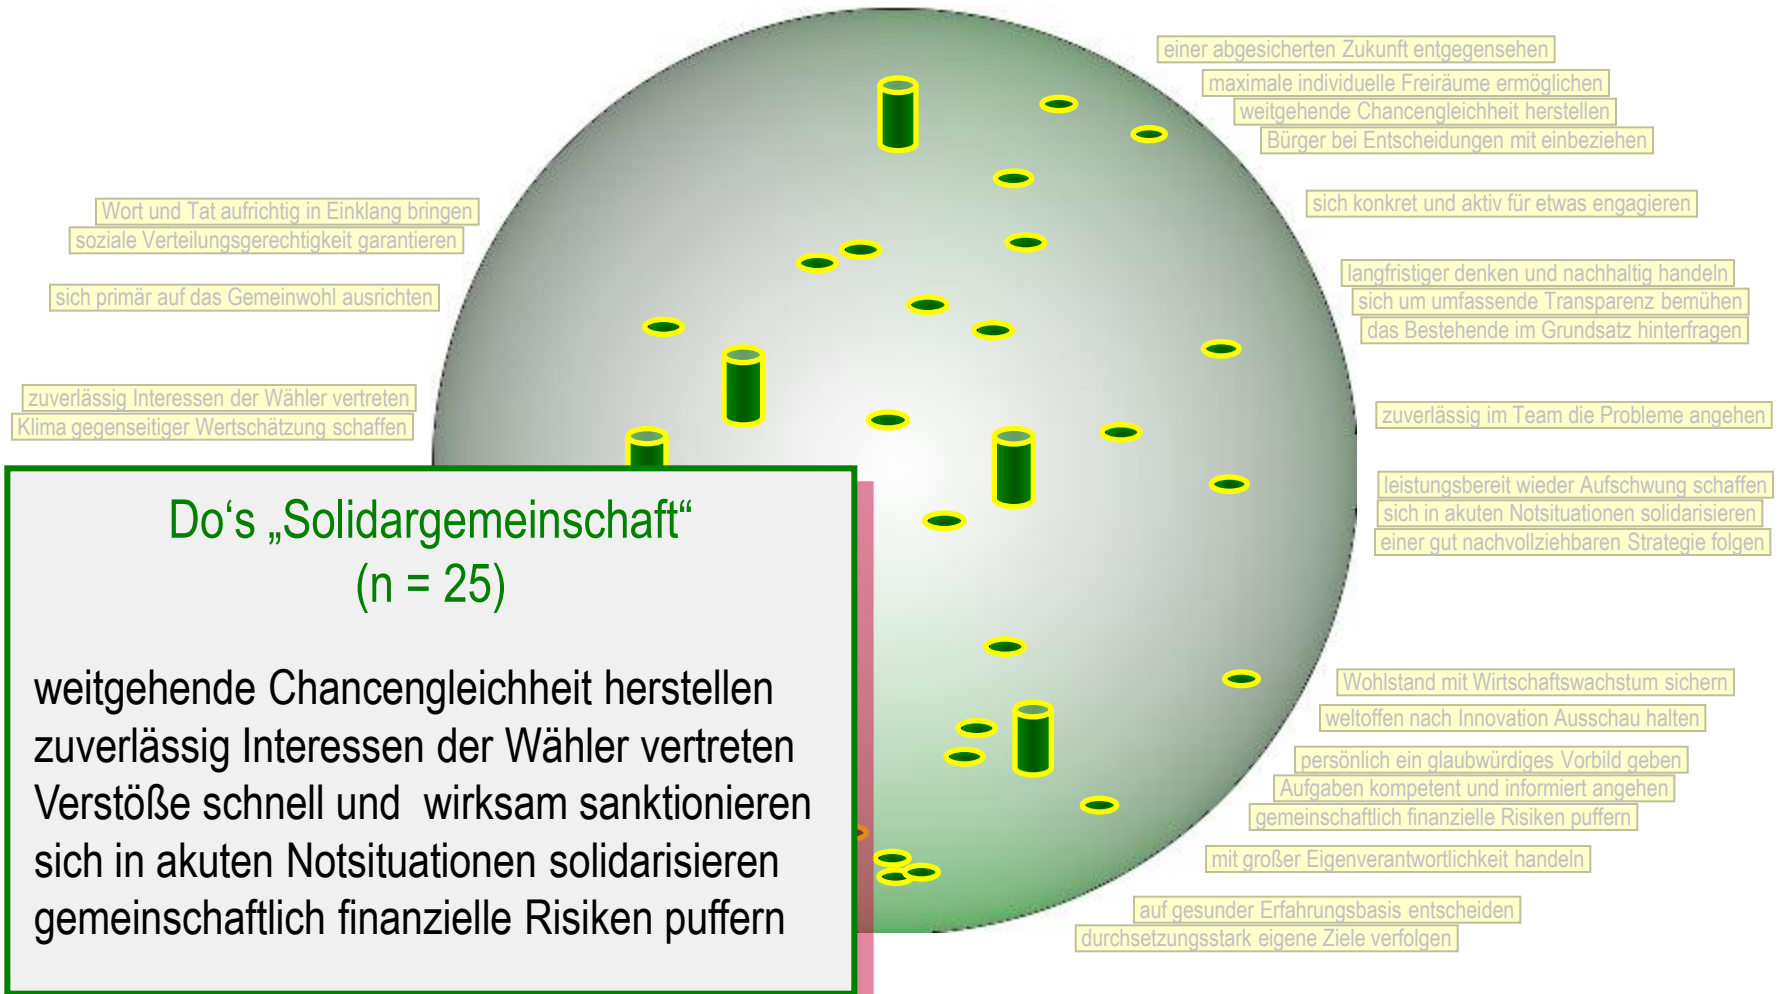 einer abgesicherten Zukunft entgegensehen
maximale individuelle Freiräume ermöglichen
weitgehende Chancengleichheit herstellen
Bürger bei Entscheidungen mit einbeziehen
sich konkret und aktiv für etwas engagieren
langfristiger denken und nachhaltig handeln
sich um umfassende Transparenz bemühen
das Bestehende im Grundsatz hinterfragen
zuverlässig im Team die Probleme angehen
leistungsbereit wieder Aufschwung schaffen
sich in akuten Notsituationen solidarisieren
einer gut nachvollziehbaren Strategie folgen
Wohlstand mit Wirtschaftswachstum sichern
weltoffen nach Innovation Ausschau halten
persönlich ein glaubwürdiges Vorbild geben
Aufgaben kompetent und informiert angehen
gemeinschaftlich finanzielle Risiken puffern
mit großer Eigenverantwortlichkeit handeln
auf gesunder Erfahrungsbasis entscheiden
durchsetzungsstark eigene Ziele verfolgen
Wort und Tat aufrichtig in Einklang bringen
soziale Verteilungsgerechtigkeit garantieren
sich primär auf das Gemeinwohl ausrichten
zuverlässig Interessen der Wähler vertreten
Klima gegenseitiger Wertschätzung schaffen
Do‘s „Solidargemeinschaft“
(n = 25)
weitgehende Chancengleichheit herstellen
zuverlässig Interessen der Wähler vertreten
Verstöße schnell und wirksam sanktionieren
sich in akuten Notsituationen solidarisieren
gemeinschaftlich finanzielle Risiken puffern